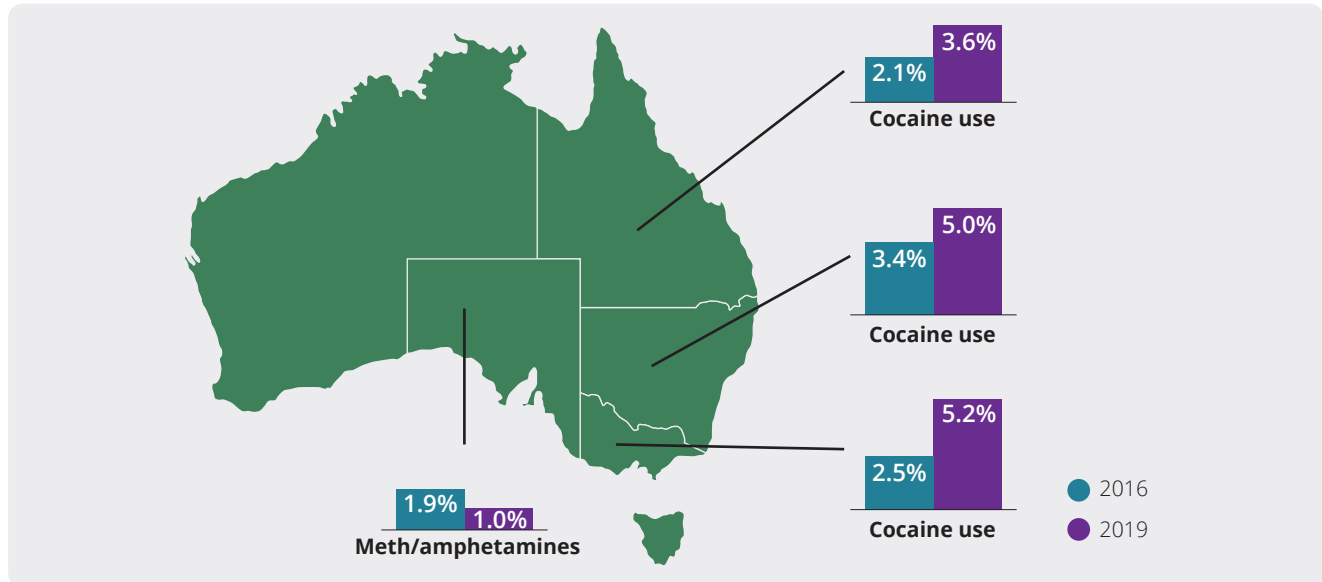 2.1%
3.6%
Cocaine use
3.4%
5.0%
Cocaine use
2.5%
5.2%
Cocaine use
1.9%
1.0%
Meth/amphetamines
2016
2019